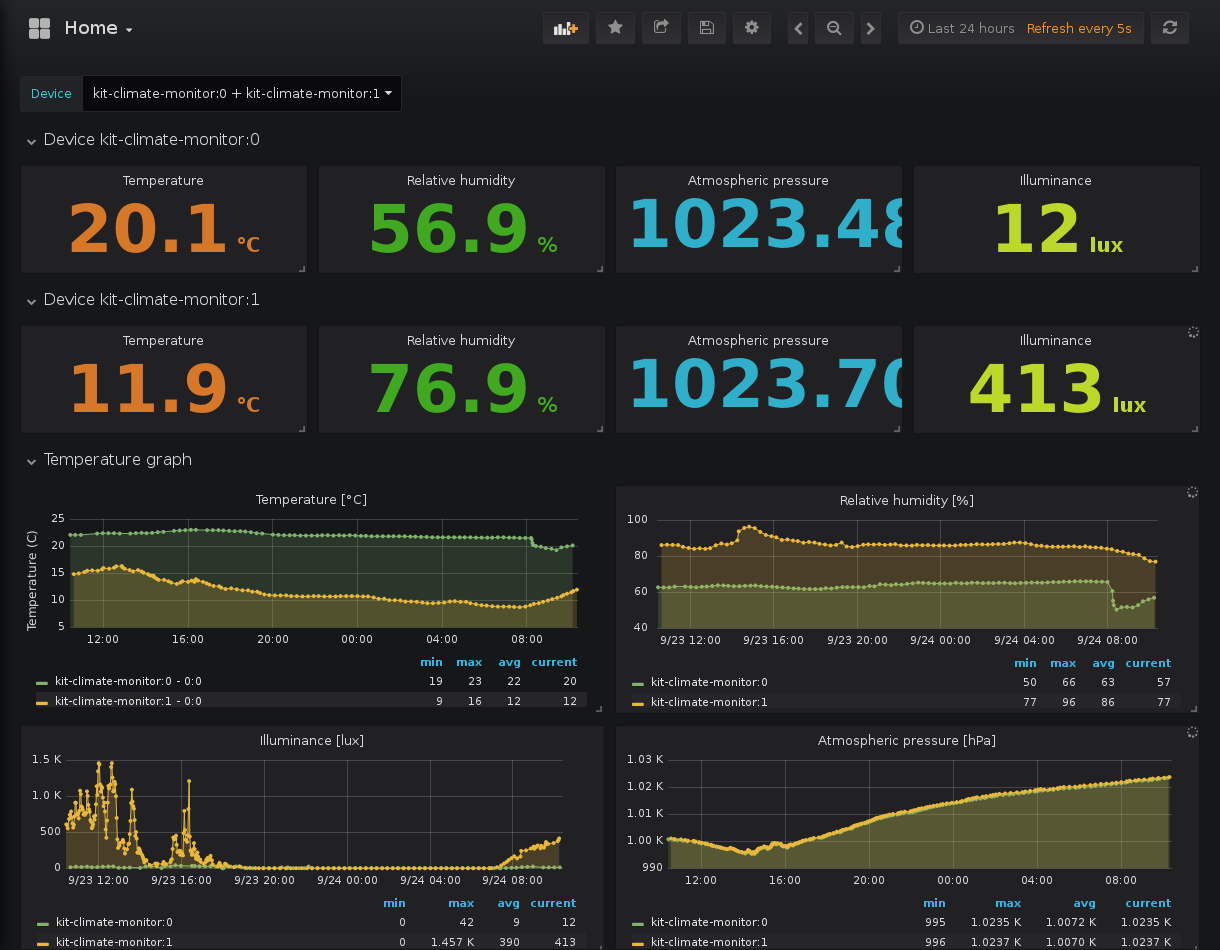 Home
Last 24 hours Refresh every 5s
Device kit-climate-monitor:0 + kit-climate-monitor:1
Device kit-climate-monitor:0
Temperature Relative humidity Atmospheric pressure Illuminance
20.1 °C 56.9 % 1023.48 12 lux
Device kit-climate-monitor:1
Temperature Relative humidity Atmospheric pressure Illuminance
11.9 °C 76.9 % 1023.70 413 lux
Temperature graph
Temperature [°C]
Temperature (C)
25
20
15
10
5
12:00 16:00 20:00 00:00 04:00 08:00
min max avg current
kit-climate-monitor:0 - 0:0 19 23 22 20
kit-climate-monitor:1 - 0:0 9 16 12 12
Relative humidity [%]
100
80
60
40
9/23 12:00 9/23 16:00 9/23 20:00 9/24 00:00 9/24 04:00 9/24 08:00
min max avg current
kit-climate-monitor:0 50 66 63 57
kit-climate-monitor:1 77 96 86 77
Illuminance [lux]
1.5 K
1.0 K
500
0
9/23 12:00 9/23 16:00 9/23 20:00 9/24 00:00 9/24 04:00 9/24 08:00
min max avg current
kit-climate-monitor:0 0 42 9 12
kit-climate-monitor:1 0 1.457 K 390 413
Atmospheric pressure [hPa]
1.03 K
1.02 K
1.01 K
1.00 K
990
12:00 16:00 20:00 00:00 04:00 08:00
min max avg current
kit-climate-monitor:0 995 1.0235 K 1.0072 K 1.0235 K
kit-climate-monitor:1 996 1.0237 K 1.0070 K 1.0237 K